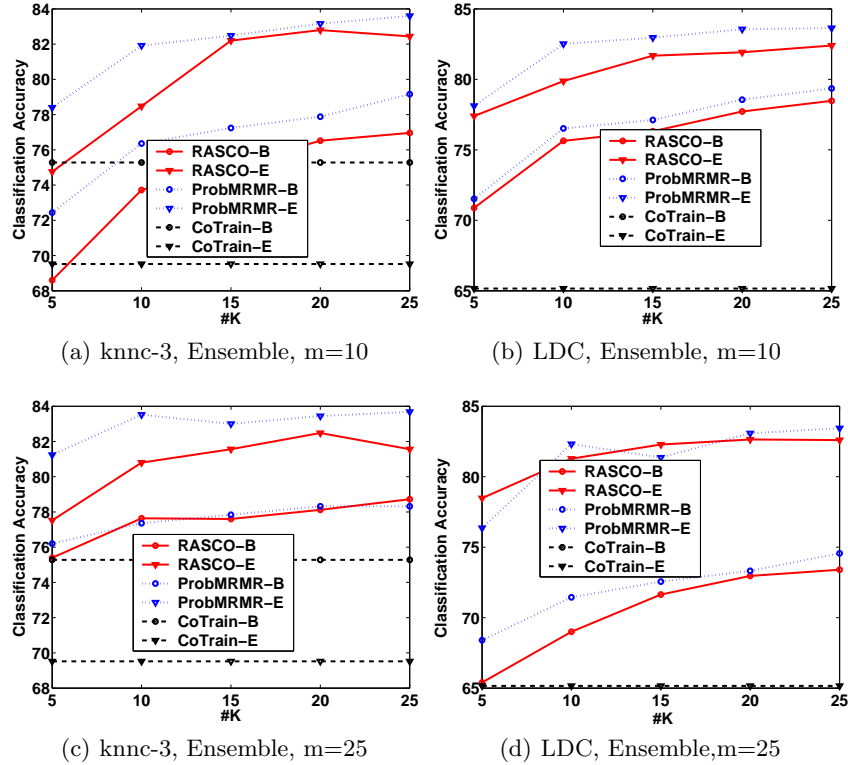 84
82
80
78
76
74
72
70
68
Classification Accuracy
RASCO−B
RASCO−E
ProbMRMR−B
ProbMRMR−E
CoTrain−B
CoTrain−E
5 10 15 20 25
#K
(a) knnc-3, Ensemble, m=10
85
80
75
70
65
Classification Accuracy
RASCO−B
RASCO−E
ProbMRMR−B
ProbMRMR−E
CoTrain−B
CoTrain−E
5 10 15 20 25
#K
(b) LDC, Ensemble, m=10
84
82
80
78
76
74
72
70
68
Classification Accuracy
RASCO−B
RASCO−E
ProbMRMR−B
ProbMRMR−E
CoTrain−B
CoTrain−E
5 10 15 20 25
#K
(c) knnc-3, Ensemble, m=25
85
80
75
70
65
Classification Accuracy
RASCO−B
RASCO−E
ProbMRMR−B
ProbMRMR−E
CoTrain−B
CoTrain−E
5 10 15 20 25
#K
(d) LDC, Ensemble,m=25